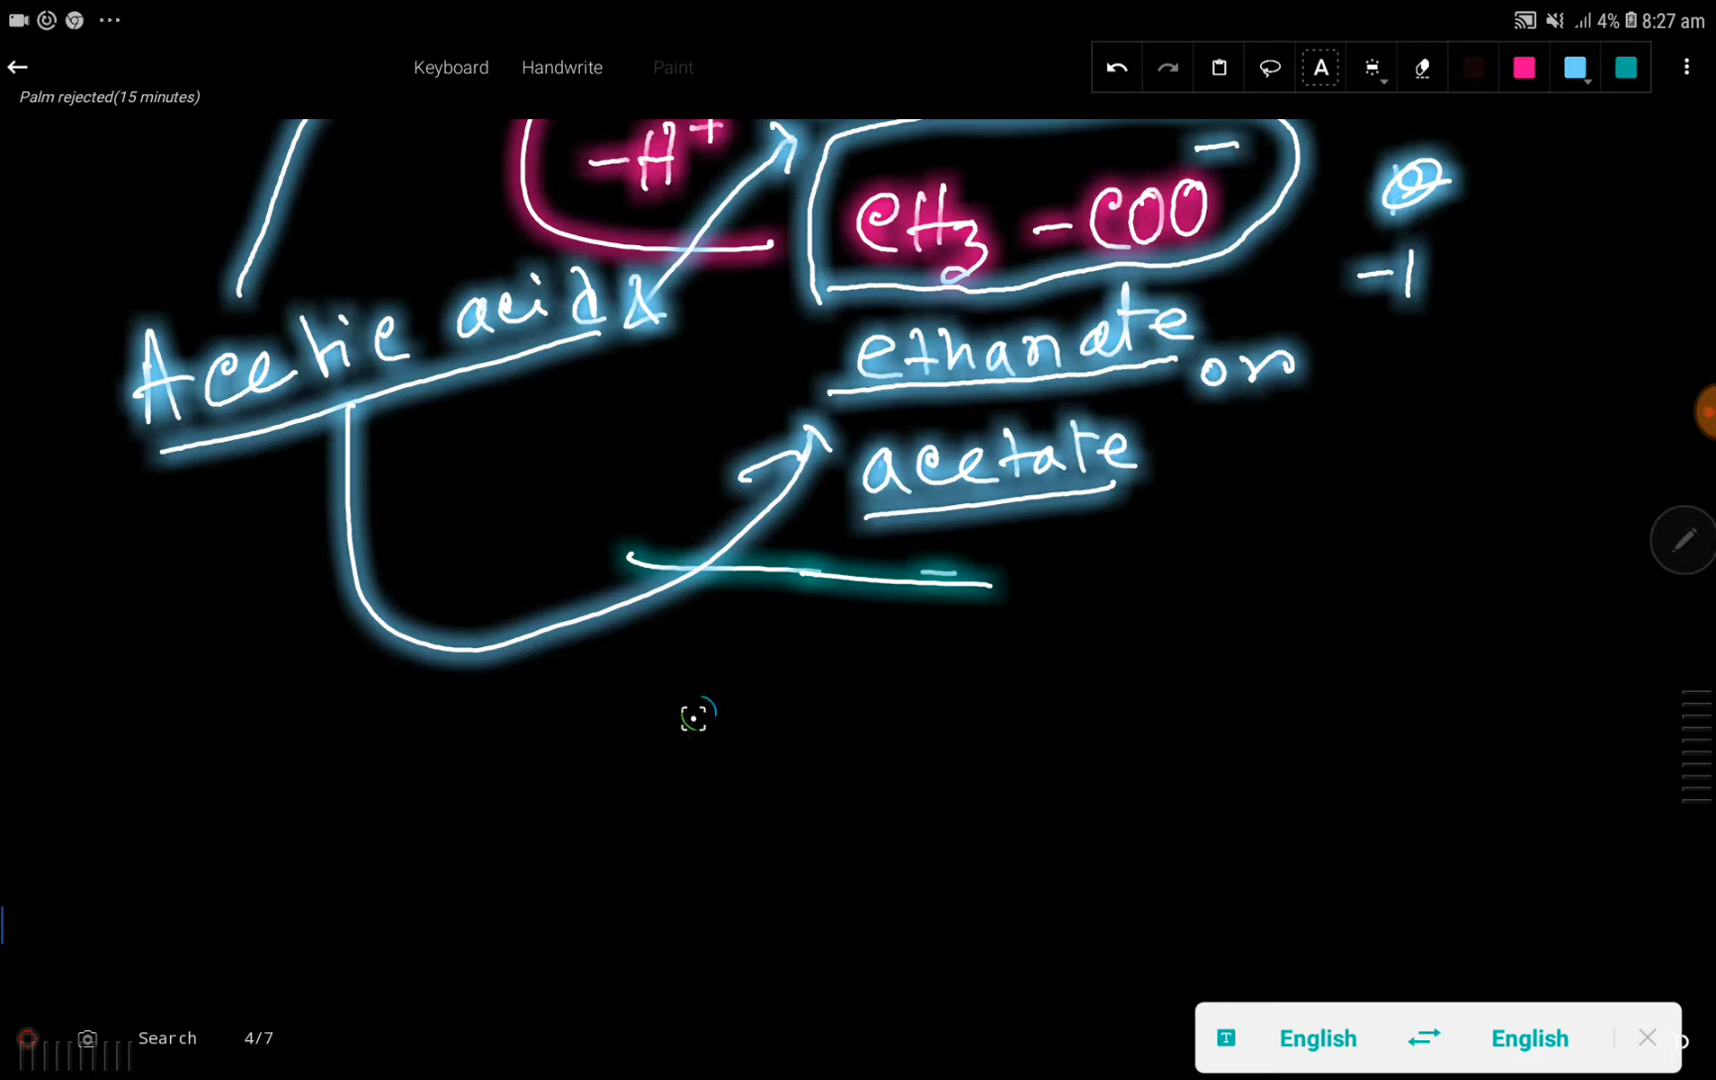 4% 8:27 am
Keyboard Handwrite Paint
A
Palm rejected(15 minutes)
-H+
CH3 - COO-
-1
Acetic acid &
ethanate or
acetate
Search 4/7
T English English